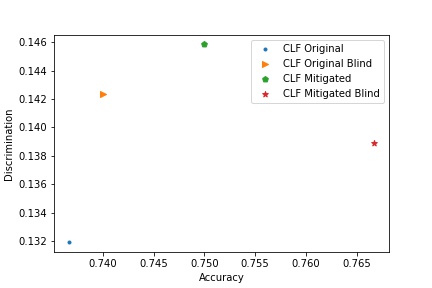 0.146
0.144
0.142
0.140
0.138
0.136
0.134
0.132
Discrimination
CLF Original
CLF Original Blind
CLF Mitigated
CLF Mitigated Blind
0.740 0.745 0.750 0.755 0.760 0.765
Accuracy